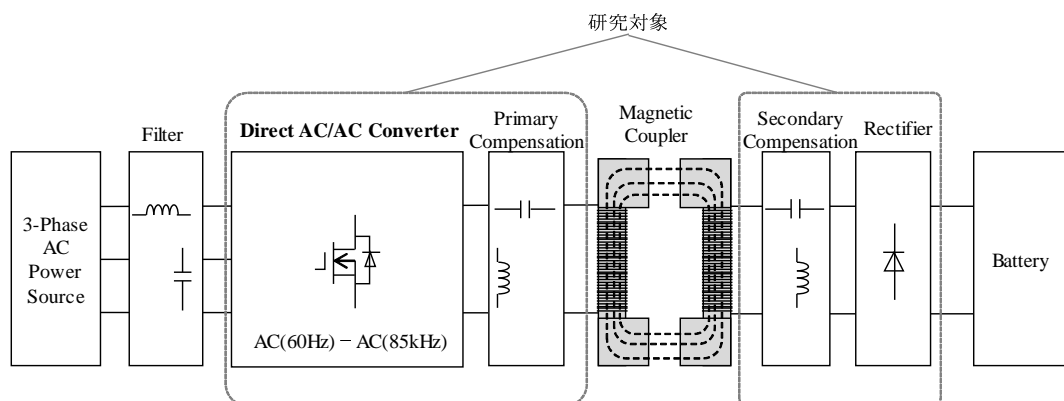 研究対象
Filter
Direct AC/AC Converter
Primary
Compensation
Magnetic
Coupler
Secondary
Compensation
Rectifier
3-Phase
AC
Power
Source
AC(60Hz)－AC(85kHz)
Battery